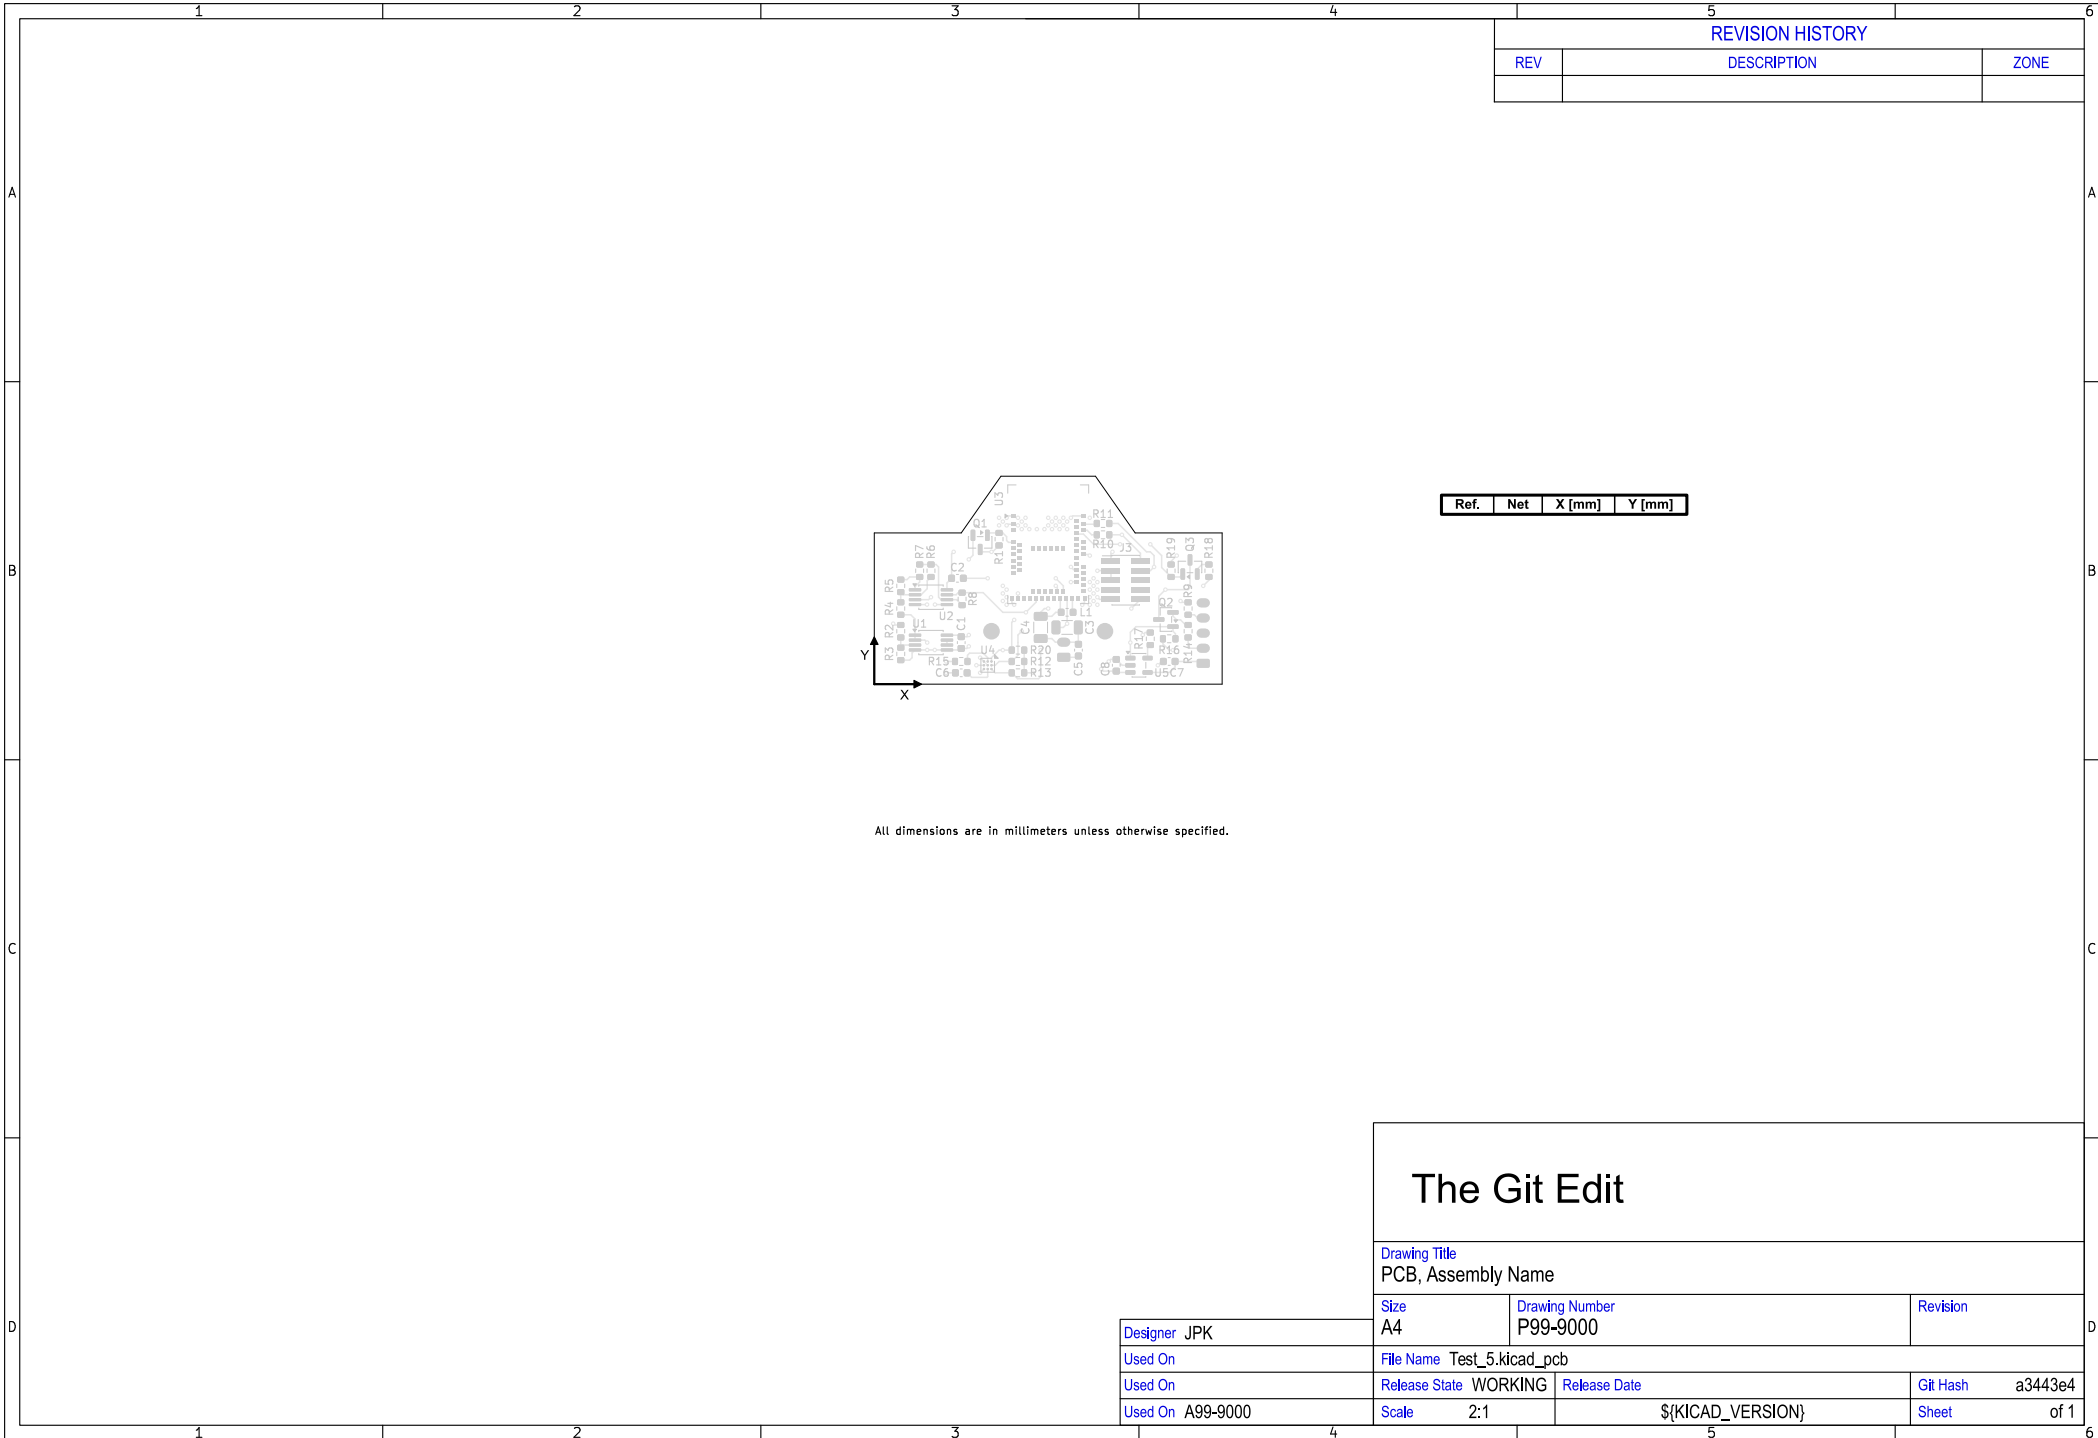 1 2 3 4 5 6
REVISION HISTORY
REV DESCRIPTION ZONE
A A
U3
Ref. Net X [mm] Y [mm]
Q1 R11
R1 R10 J3 R19 Q3 R18
R7 R6
B B
C2
R5 R8 R9
R4 U2 Q2
L1
R2 U1 C1 C4 C3 R17
R3 U4 R20 R16 R14
Y
R15 R12 C5 C8
C6 R13 U5 C7
X
All dimensions are in millimeters unless otherwise specified.
C C
The Git Edit
Drawing Title
PCB, Assembly Name
Size Drawing Number Revision
A4 P99-9000
D D
Designer JPK
Used On File Name Test_5.kicad_pcb
Used On Release State WORKING Release Date Git Hash a3443e4
Used On A99-9000 Scale 2:1 ${KICAD_VERSION} Sheet of 1
1 2 3 4 5 6